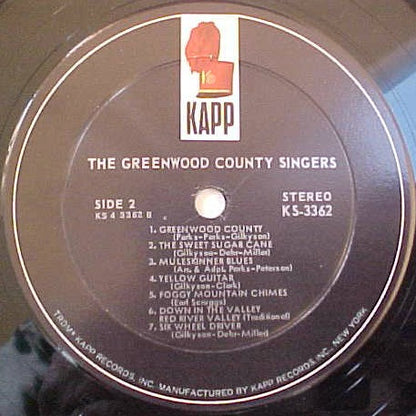 KAPP
THE GREENWOOD COUNTY SINGERS
SIDE 2
KS 4 3362 B
STEREO
KS-3362
1. GREENWOOD COUNTY
(Parks-Parks-Gilkyson)
2. THE SWEET SUGAR CANE
(Gilkyson-Dehr-Miller)
3. MULESKINNER BLUES
(Arr. & Adpt. Parks-Peterson)
4. YELLOW GUITAR
(Gilkyson-Clark)
5. FOGGY MOUNTAIN CHIMES
(Earl Scruggs)
6. DOWN IN THE VALLEY
RED RIVER VALLEY (Traditional)
7. SIX WHEEL DRIVER
(Gilkyson-Dehr-Miller)
KAPP RECORDS, INC. MANUFACTURED BY KAPP RECORDS, INC. NEW YORK